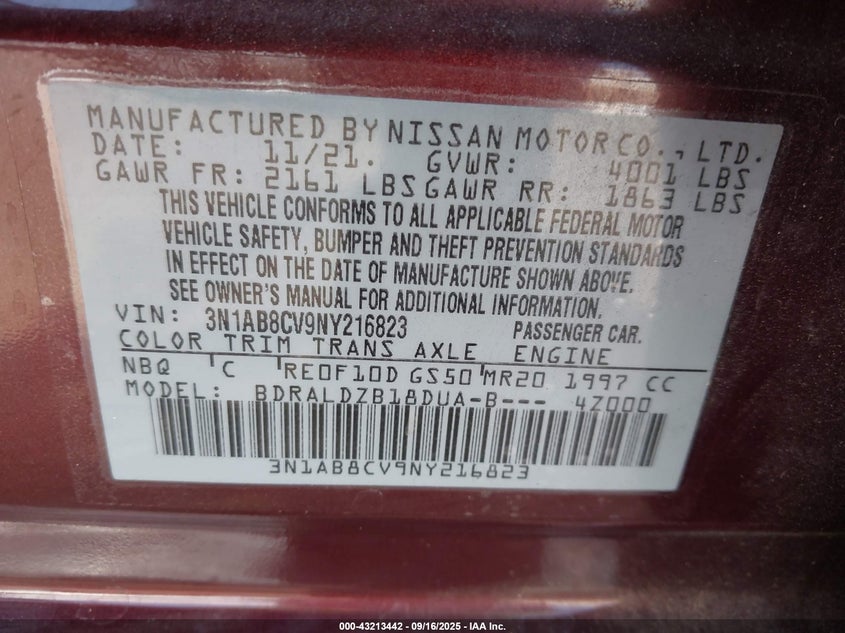 MANUFACTURED BY NISSAN MOTOR CO., LTD.
DATE: 11/21. GVWR: 4001 LBS
GAWR FR: 2161 LBS GAWR RR: 1863 LBS
THIS VEHICLE CONFORMS TO ALL APPLICABLE FEDERAL MOTOR
VEHICLE SAFETY, BUMPER AND THEFT PREVENTION STANDARDS
IN EFFECT ON THE DATE OF MANUFACTURE SHOWN ABOVE.
SEE OWNER'S MANUAL FOR ADDITIONAL INFORMATION.
VIN: 3N1AB8CV9NY216823 PASSENGER CAR.
COLOR TRIM TRANS AXLE ENGINE
NBQ C RE0F10D GS50 MR20 1997 CC
MODEL: BDRALDZB18DUA-B--- 4Z000
3N1AB8CV9NY216823
000-43213442 - 09/16/2025 - IAA Inc.